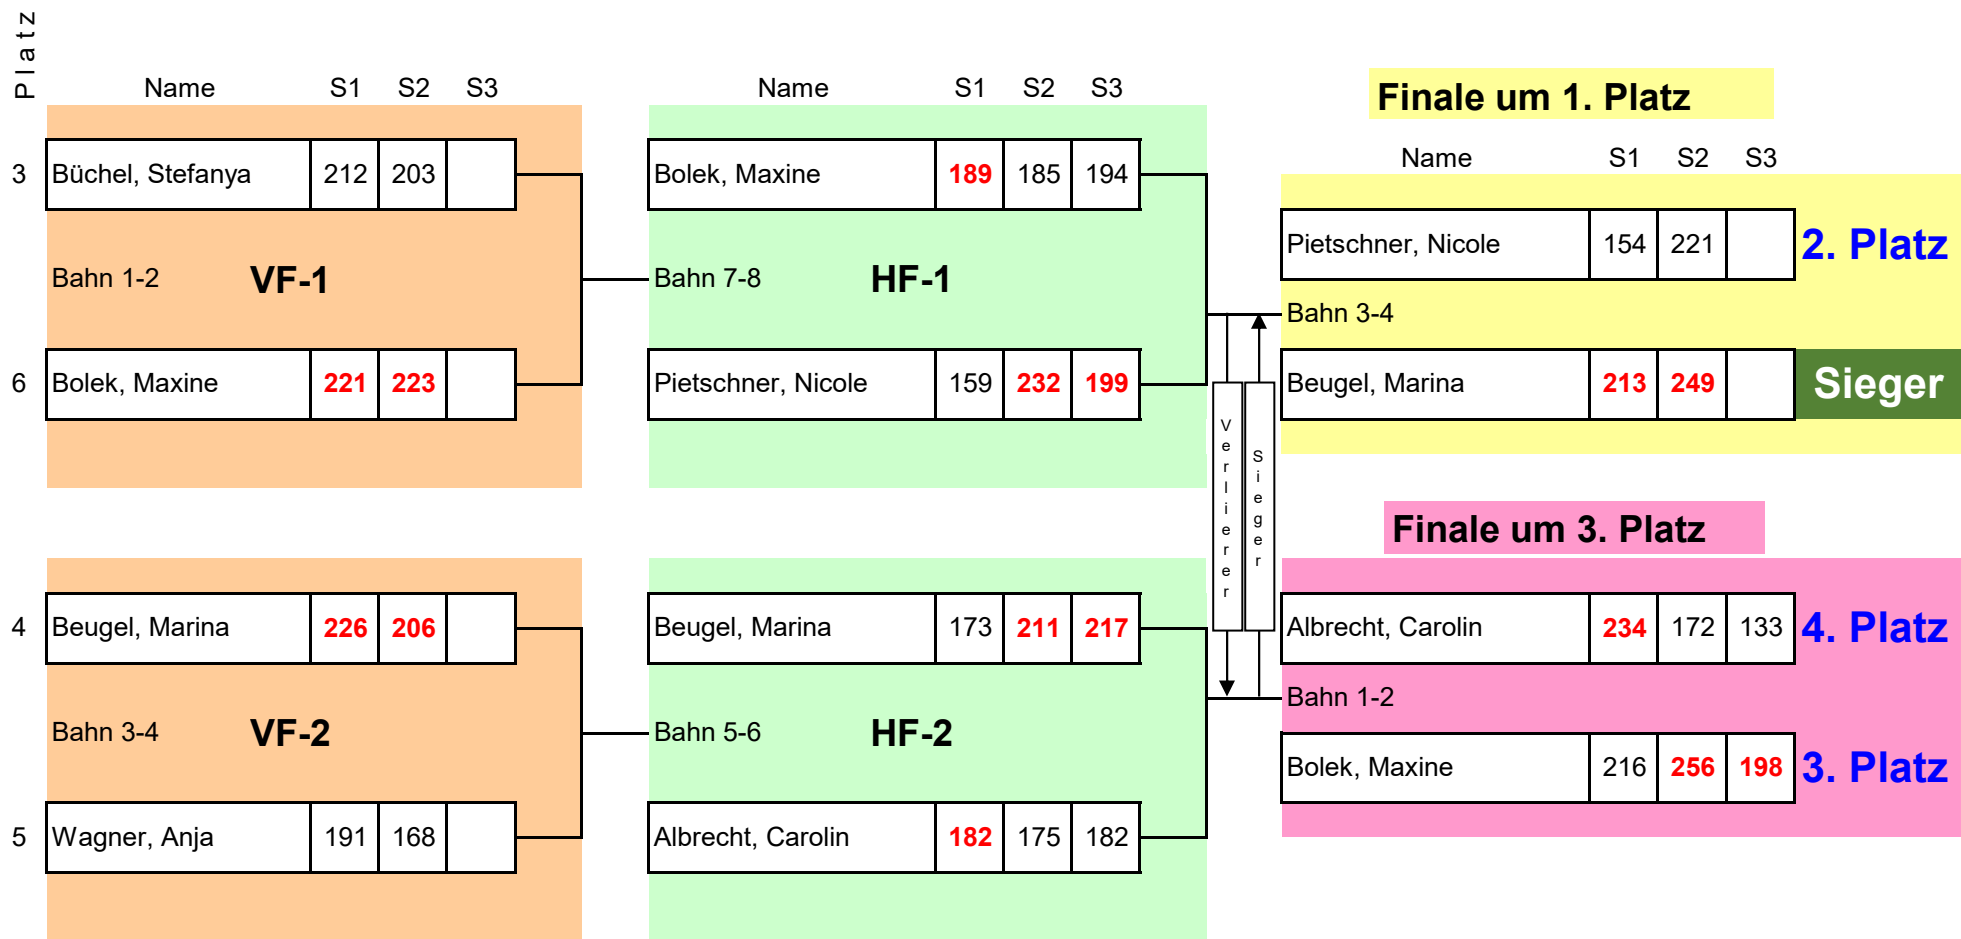 Platz
Name S1 S2 S3
3 Büchel, Stefanya 212 203
Bahn 1-2 VF-1
6 Bolek, Maxine 221 223
4 Beugel, Marina 226 206
Bahn 3-4 VF-2
5 Wagner, Anja 191 168
Name S1 S2 S3
Bolek, Maxine 189 185 194
Bahn 7-8 HF-1
Pietschner, Nicole 159 232 199
Beugel, Marina 173 211 217
Bahn 5-6 HF-2
Albrecht, Carolin 182 175 182
Verlierer
Sieger
Finale um 1. Platz
Name S1 S2 S3
Pietschner, Nicole 154 221 2. Platz
Bahn 3-4
Beugel, Marina 213 249 Sieger
Finale um 3. Platz
Albrecht, Carolin 234 172 133 4. Platz
Bahn 1-2
Bolek, Maxine 216 256 198 3. Platz